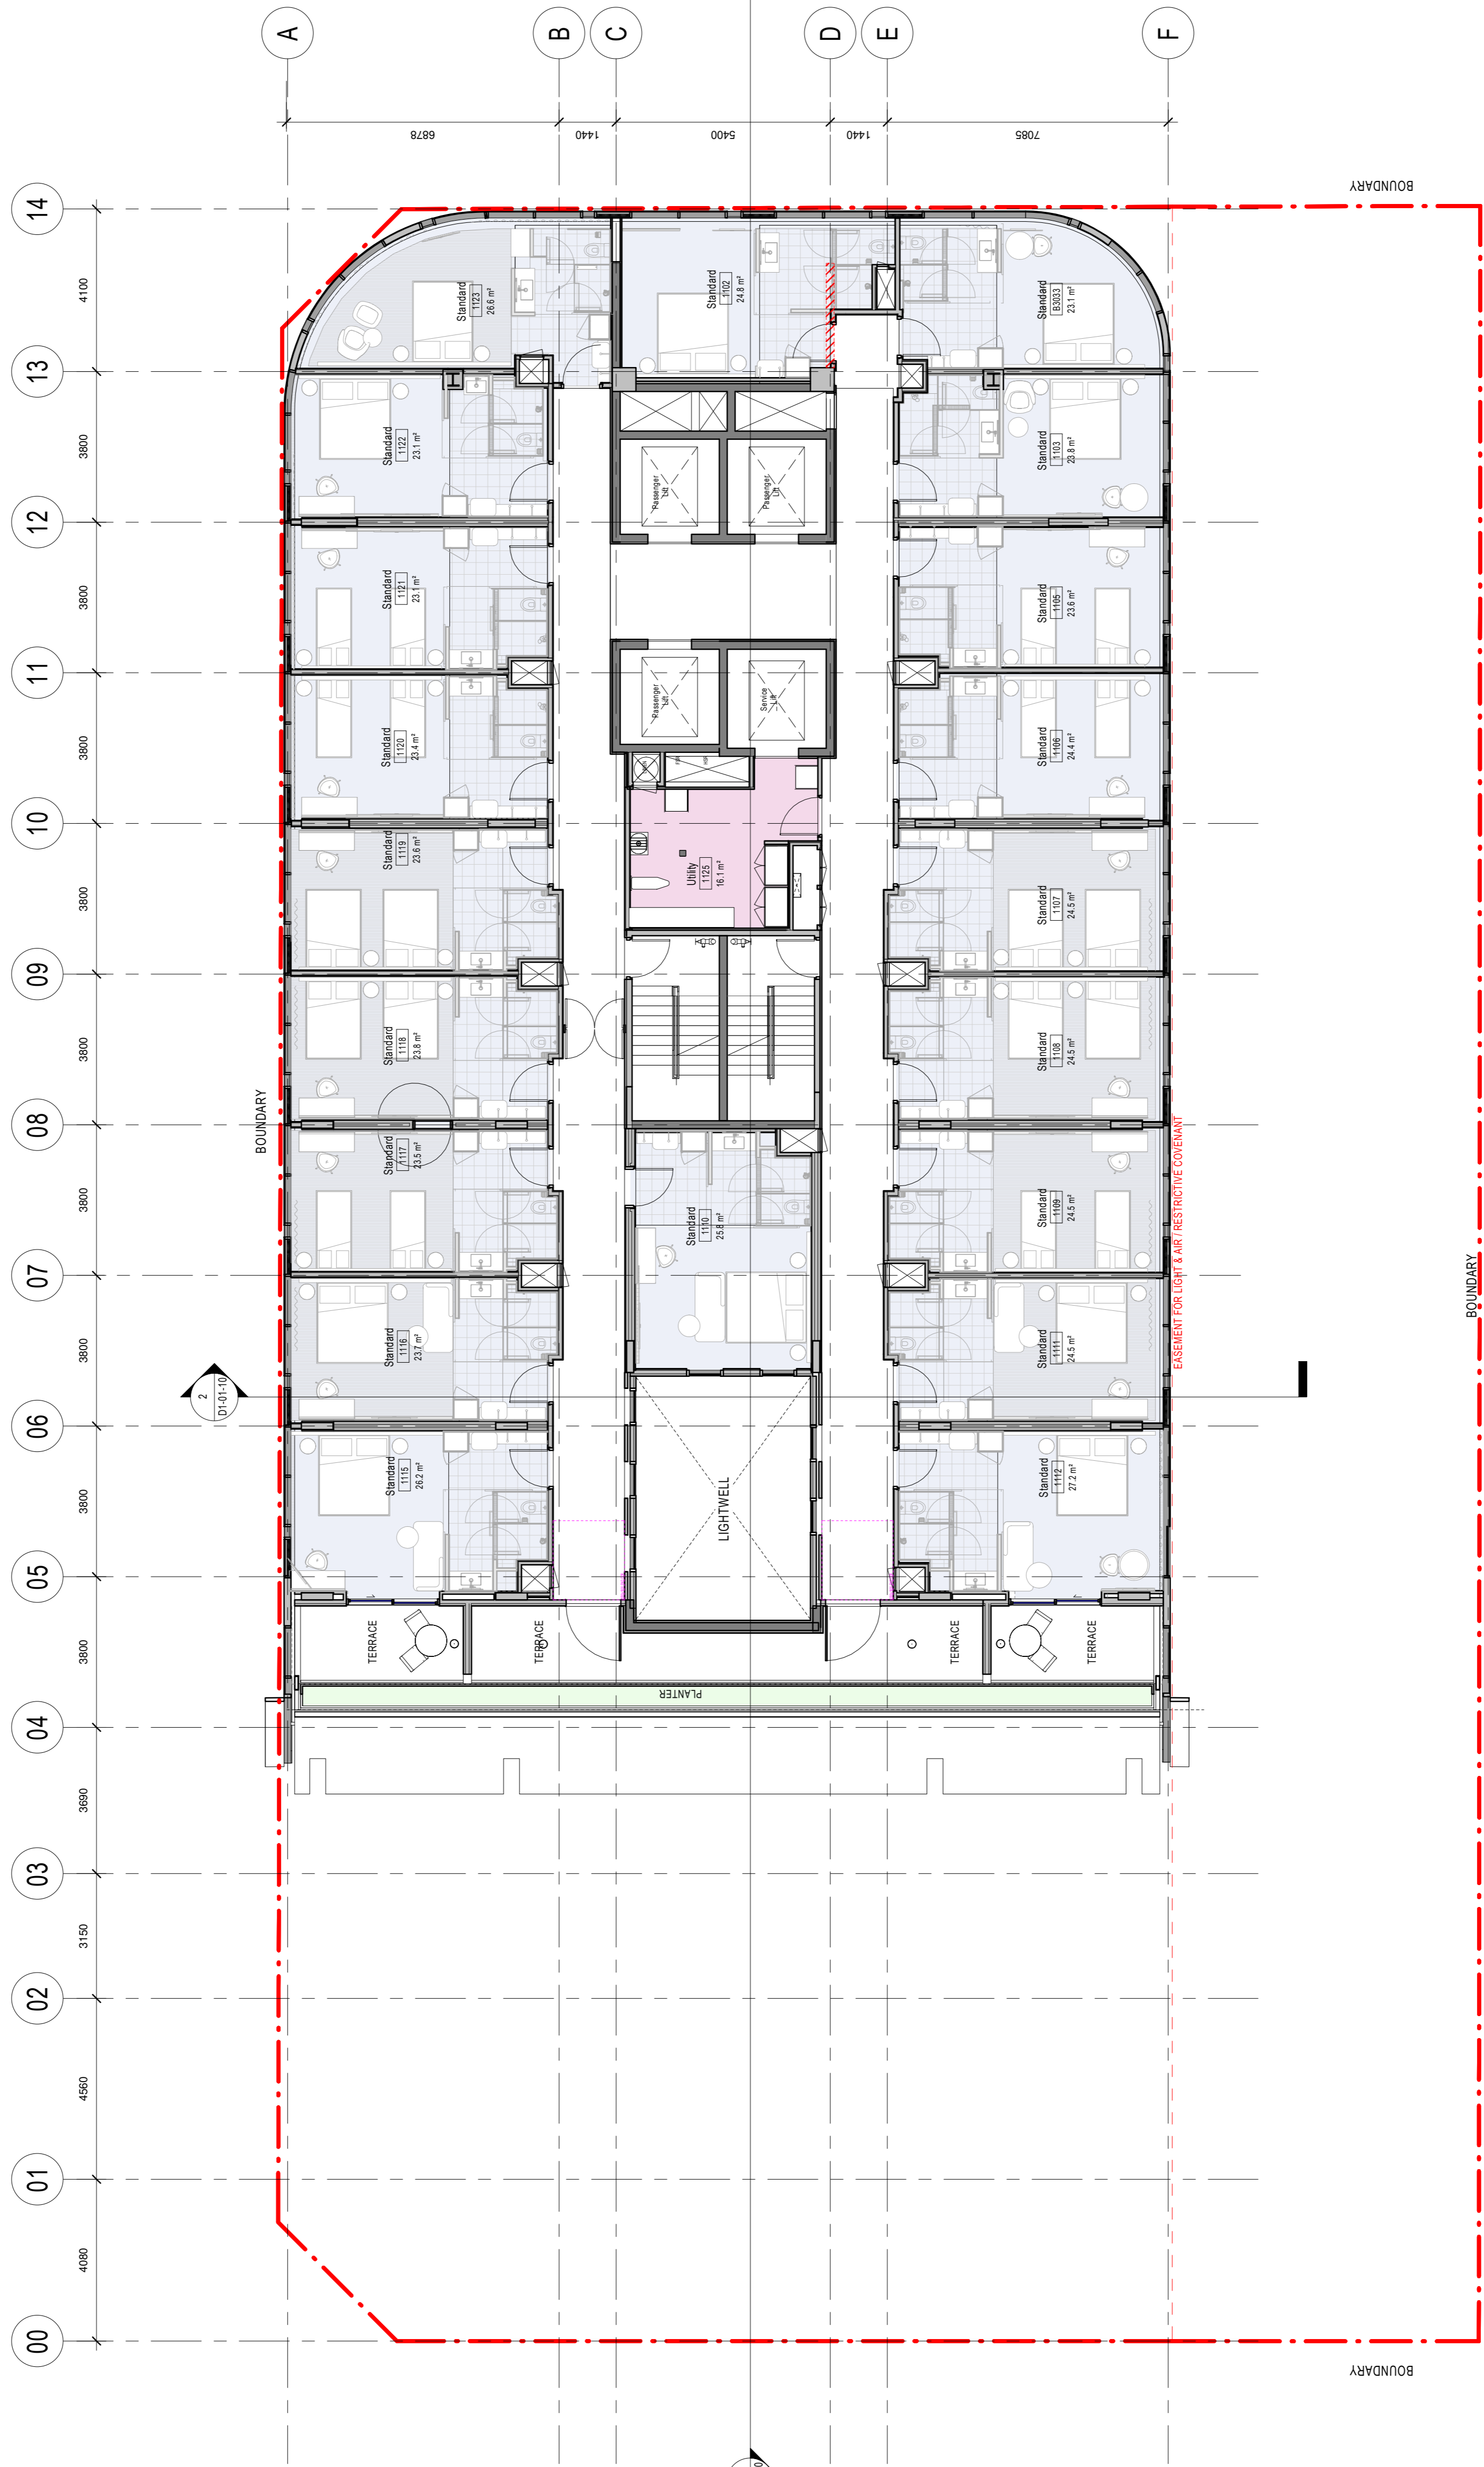 A
B
C
D
E
F
6878
1440
5400
1440
7085
14
13
12
11
10
09
08
07
06
05
04
03
02
01
00
4100
3800
3800
3800
3800
3800
3800
3800
3800
3800
3690
3150
4560
4080
BOUNDARY
BOUNDARY
BOUNDARY
BOUNDARY
EASEMENT FOR LIGHT & AIR / RESTRICTIVE COVENANT
Standard
1123
26.6 m²
Standard
1102
24.8 m²
Standard
B3033
23.1 m²
Standard
1122
23.1 m²
Passenger
Lift
Passenger
Lift
Standard
1103
23.8 m²
Standard
1121
23.1 m²
Standard
1105
23.6 m²
Standard
1120
23.4 m²
Passenger
Lift
Service
Lift
Standard
1106
24.4 m²
Standard
1119
23.6 m²
Utility
1125
16.1 m²
FSR
HSR
Standard
1107
24.5 m²
Standard
1118
23.8 m²
Standard
1108
24.5 m²
Standard
1117
23.5 m²
Standard
1110
25.8 m²
Standard
1109
24.5 m²
Standard
1116
23.7 m²
Standard
1111
24.5 m²
2
D1-01-10
Standard
1115
26.2 m²
LIGHTWELL
Standard
1112
27.2 m²
TERRACE
TERRACE
TERRACE
TERRACE
PLANTER